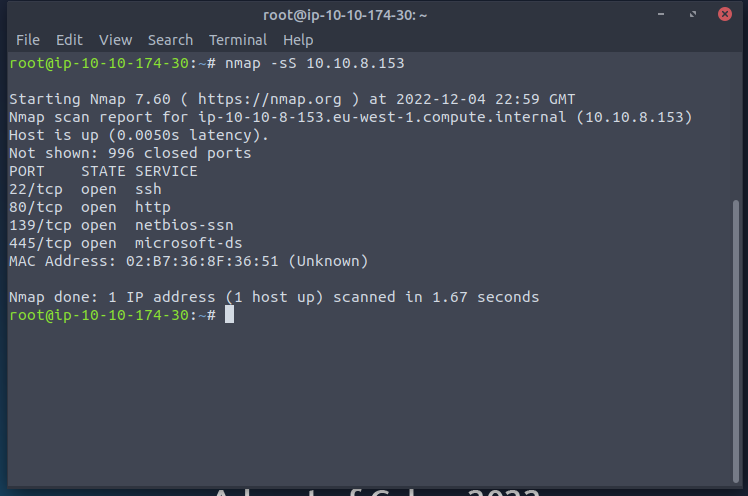 root@ip-10-10-174-30: ~
File Edit View Search Terminal Help
root@ip-10-10-174-30:~# nmap -sS 10.10.8.153
Starting Nmap 7.60 ( https://nmap.org ) at 2022-12-04 22:59 GMT
Nmap scan report for ip-10-10-8-153.eu-west-1.compute.internal (10.10.8.153)
Host is up (0.0050s latency).
Not shown: 996 closed ports
PORT    STATE SERVICE
22/tcp  open  ssh
80/tcp  open  http
139/tcp open  netbios-ssn
445/tcp open  microsoft-ds
MAC Address: 02:B7:36:8F:36:51 (Unknown)
Nmap done: 1 IP address (1 host up) scanned in 1.67 seconds
root@ip-10-10-174-30:~#
Advent of Cyber 2022